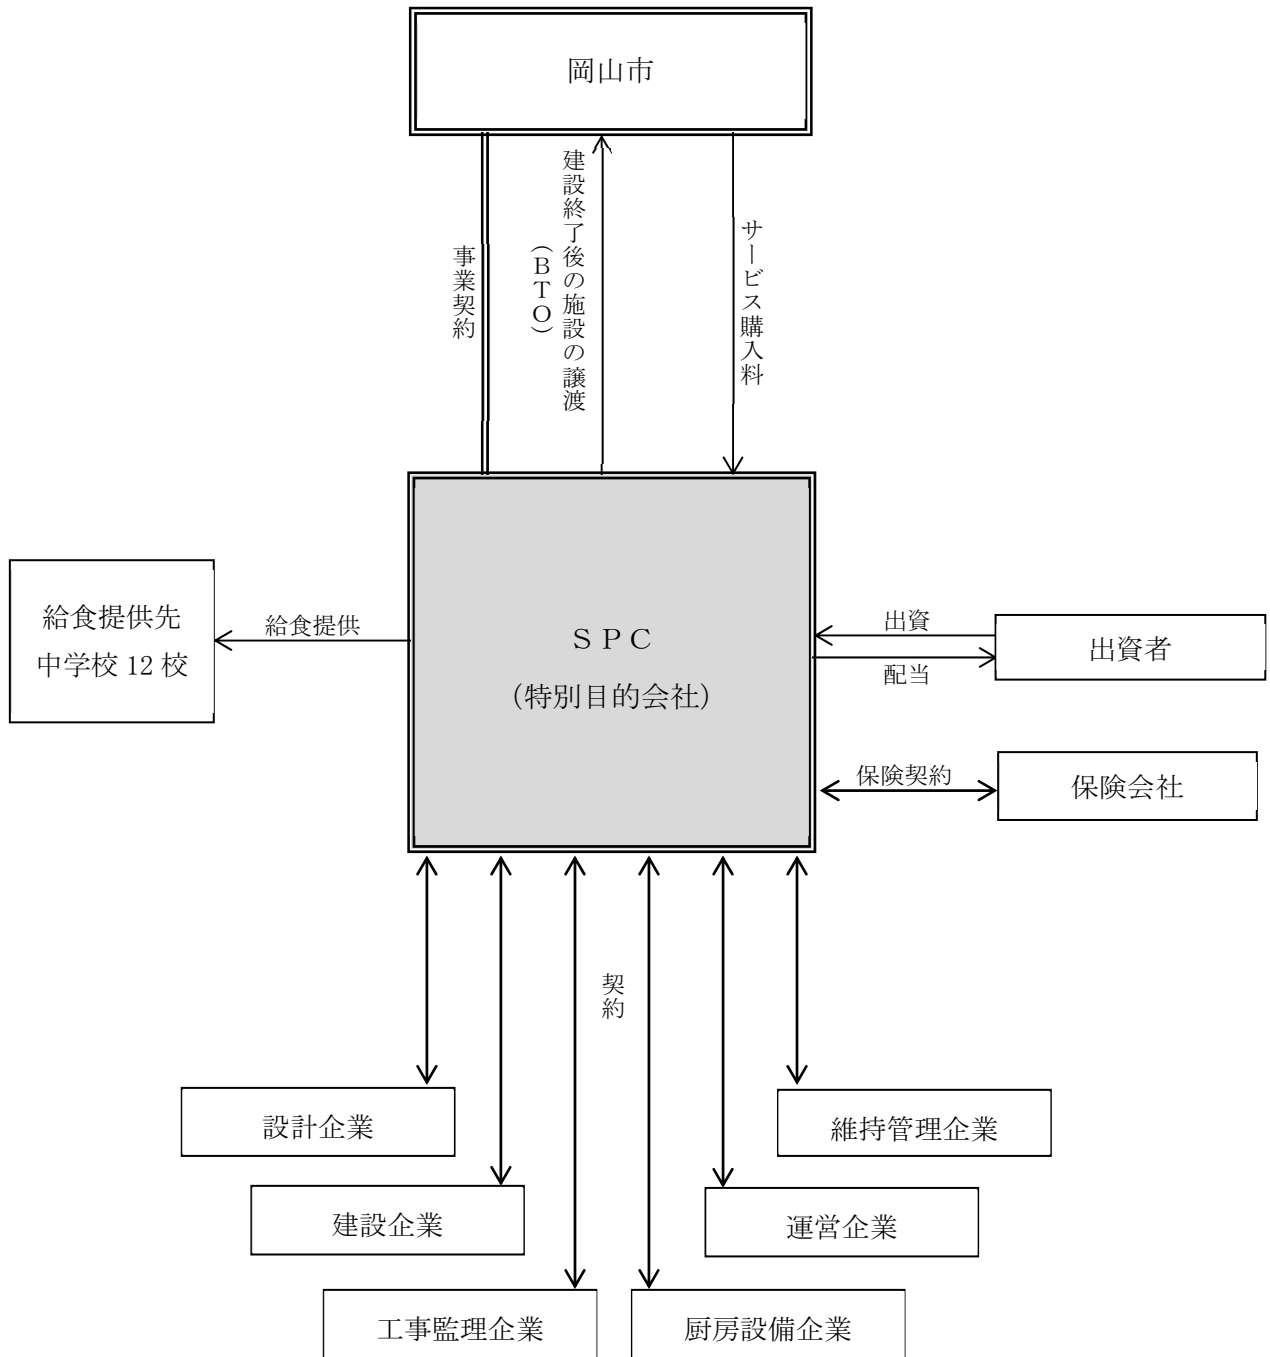 岡山市
事業契約
建設終了後の施設の譲渡
（ＢＴＯ）
サービス購入料
給食提供先
中学校 12 校
給食提供
ＳＰＣ
（特別目的会社）
出資
配当
出資者
保険契約
保険会社
契約
設計企業
維持管理企業
建設企業
運営企業
工事監理企業
厨房設備企業